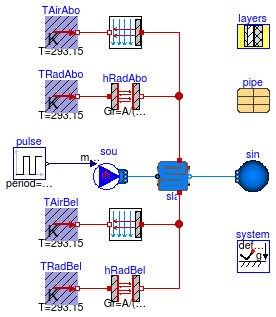 TAirAbo
layers
K
T=293.15
TRadAbo
hRadAbo
pipe
K
T=293.15
Gr=A/(...
pulse
sou
sin
m...
period=...
sla
TAirBel
K
T=293.15
system
def...
g
TRadBel
hRadBel
K
T=293.15
Gr=A/(...